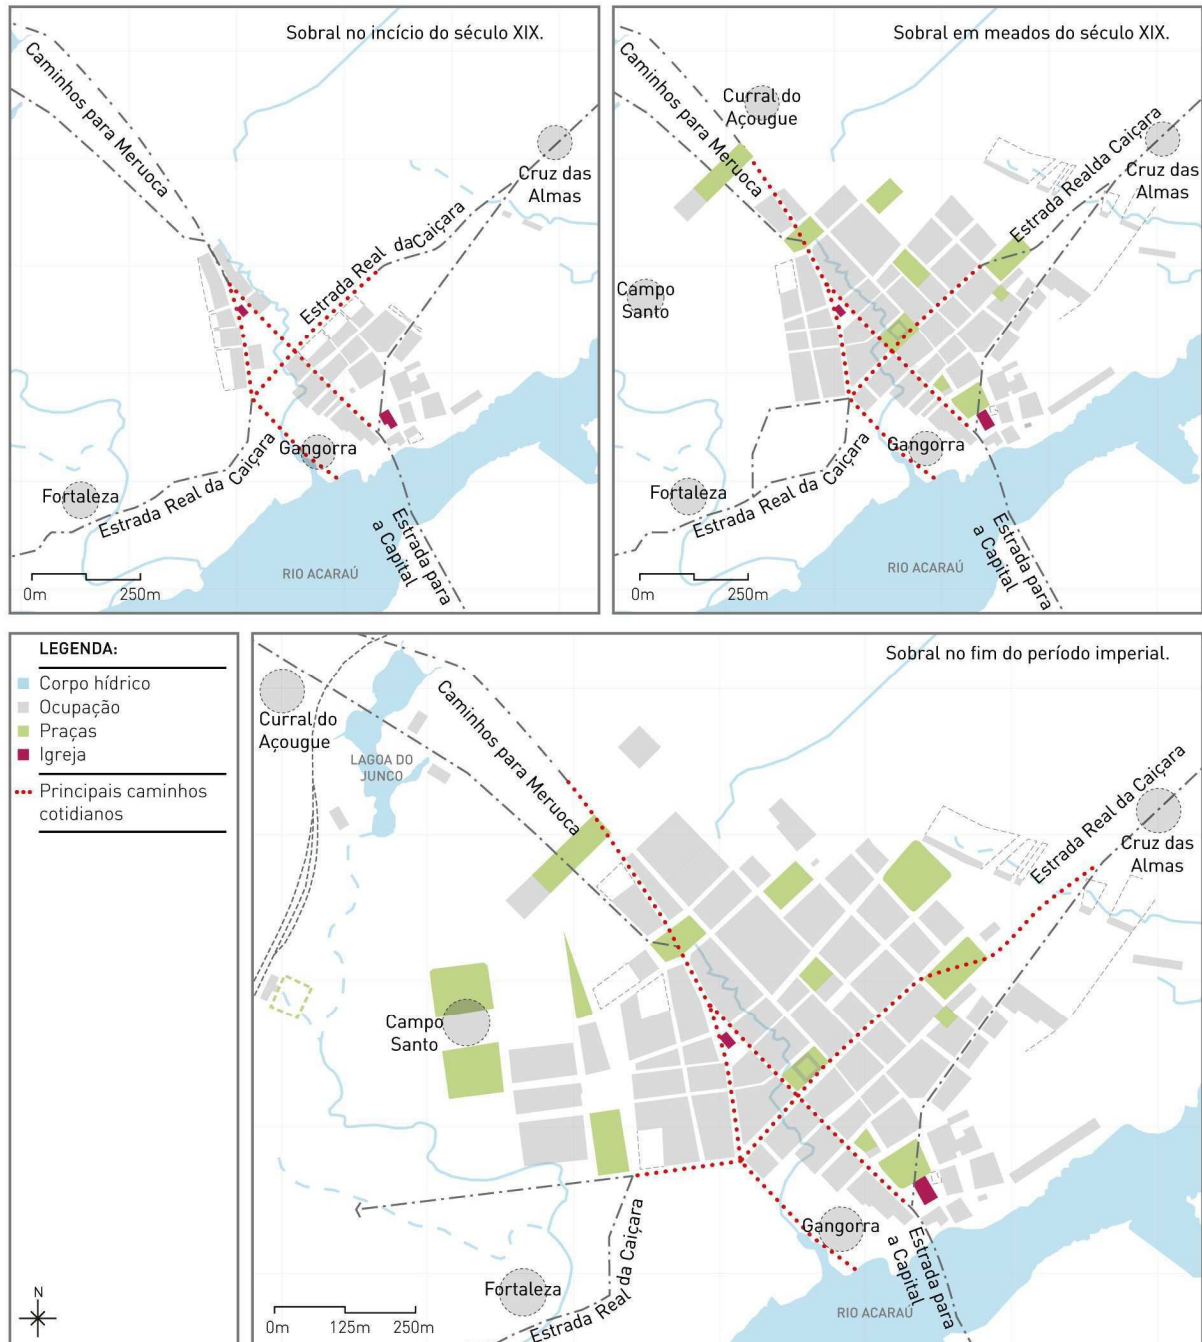 Sobral no incício do século XIX.
Caminhos para Meruoca
Cruz das
Almas
Estrada Real da Caiçara
Gangorra
Fortaleza
Estrada Real da Caiçara
Estrada para
a Capital
RIO ACARAÚ
0m 250m
Sobral em meados do século XIX.
Caminhos para Meruoca
Curral do
Açougue
Estrada Realda Caiçara
Cruz das
Almas
Campo
Santo
Gangorra
Fortaleza
Estrada Real da Caiçara
Estrada para
a Capital
RIO ACARAÚ
0m 250m
LEGENDA:
Corpo hídrico
Ocupação
Praças
Igreja
Principais caminhos
cotidianos
N
Sobral no fim do período imperial.
Curral do
Açougue
LAGOA DO
JUNCO
Caminhos para Meruoca
Estrada Real da Caiçara
Cruz das
Almas
Campo
Santo
Gangorra
Fortaleza
Estrada Real da Caiçara
Estrada para
a Capital
RIO ACARAÚ
0m 125m 250m